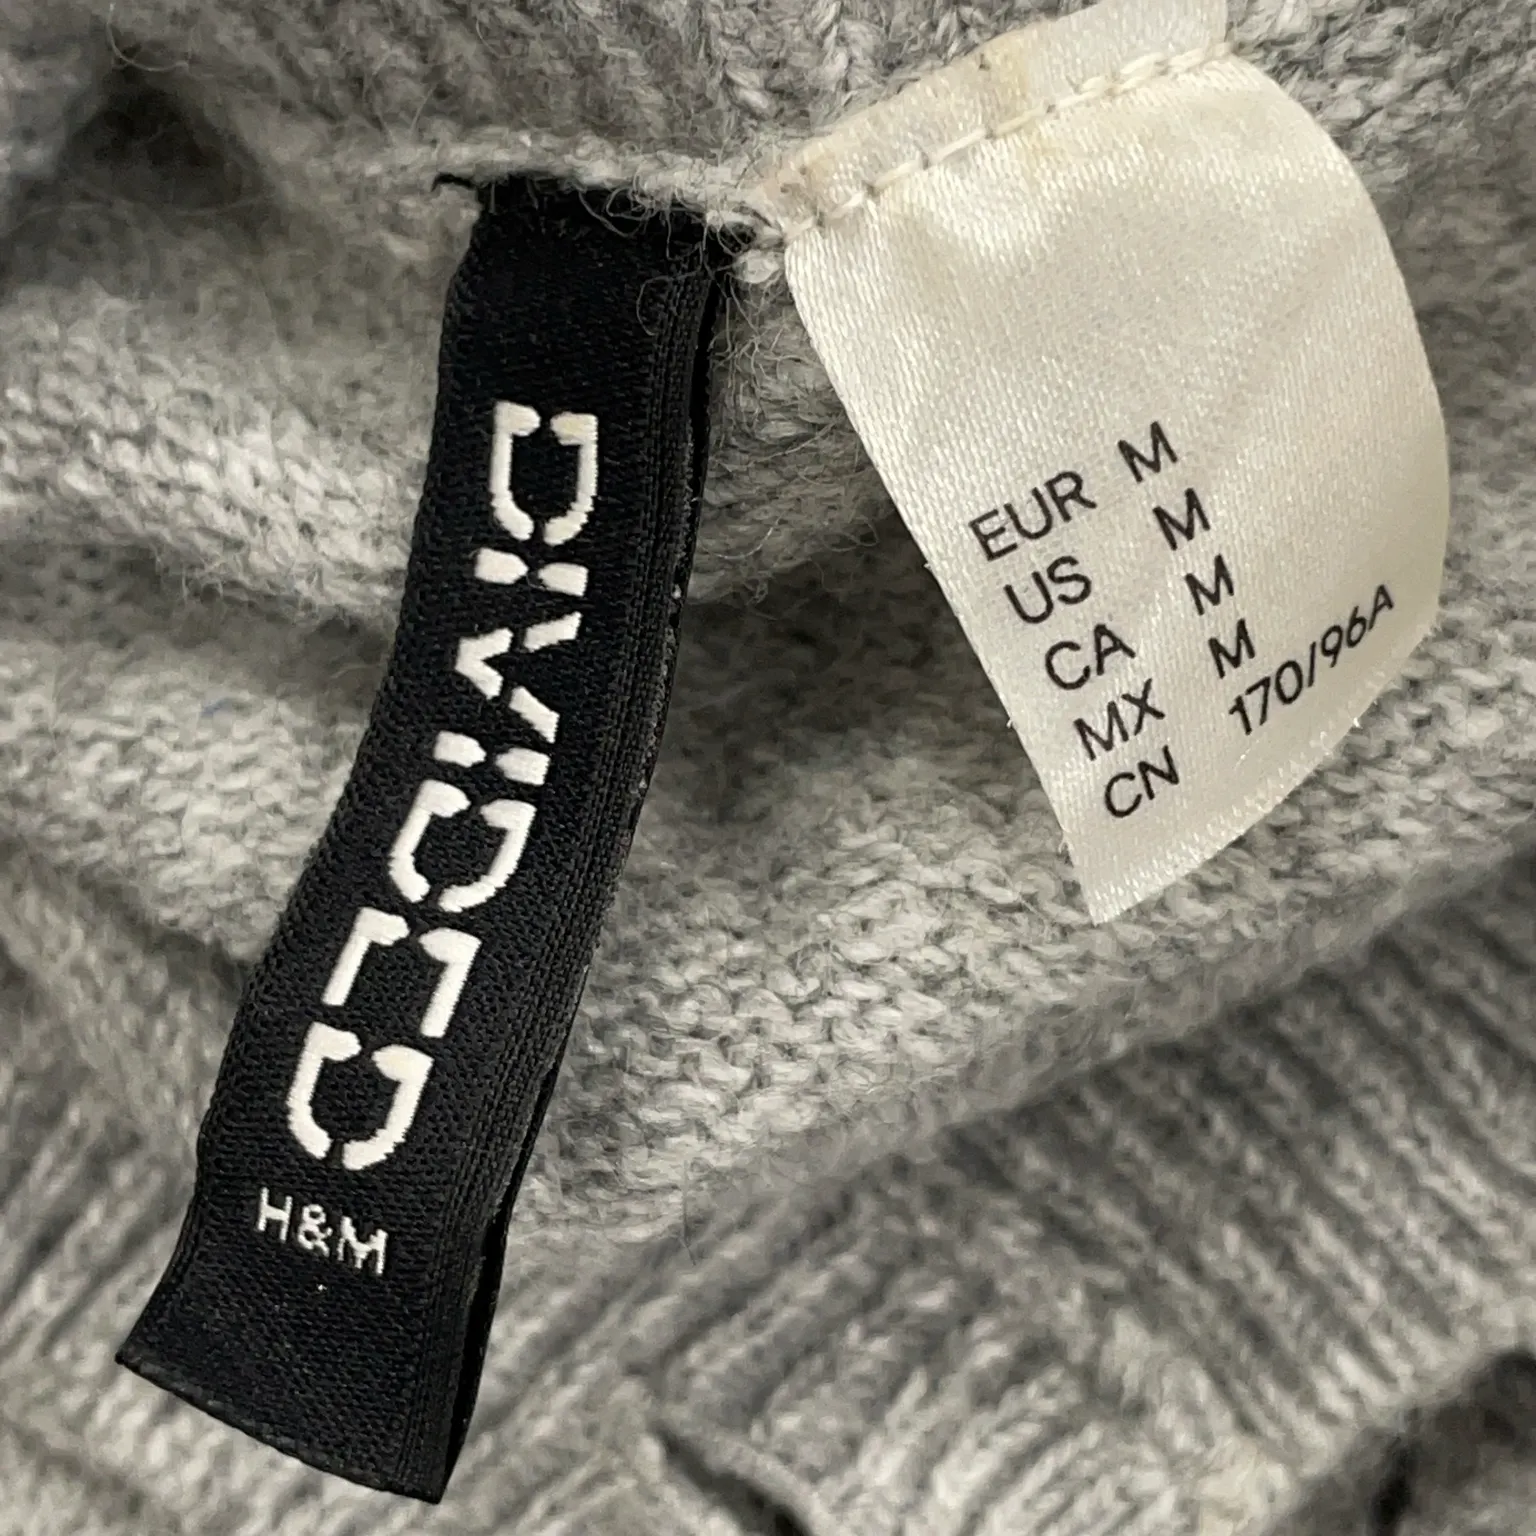 DIVIDED
H&M
EUR M
US M
CA M
MX M
CN 170/96A